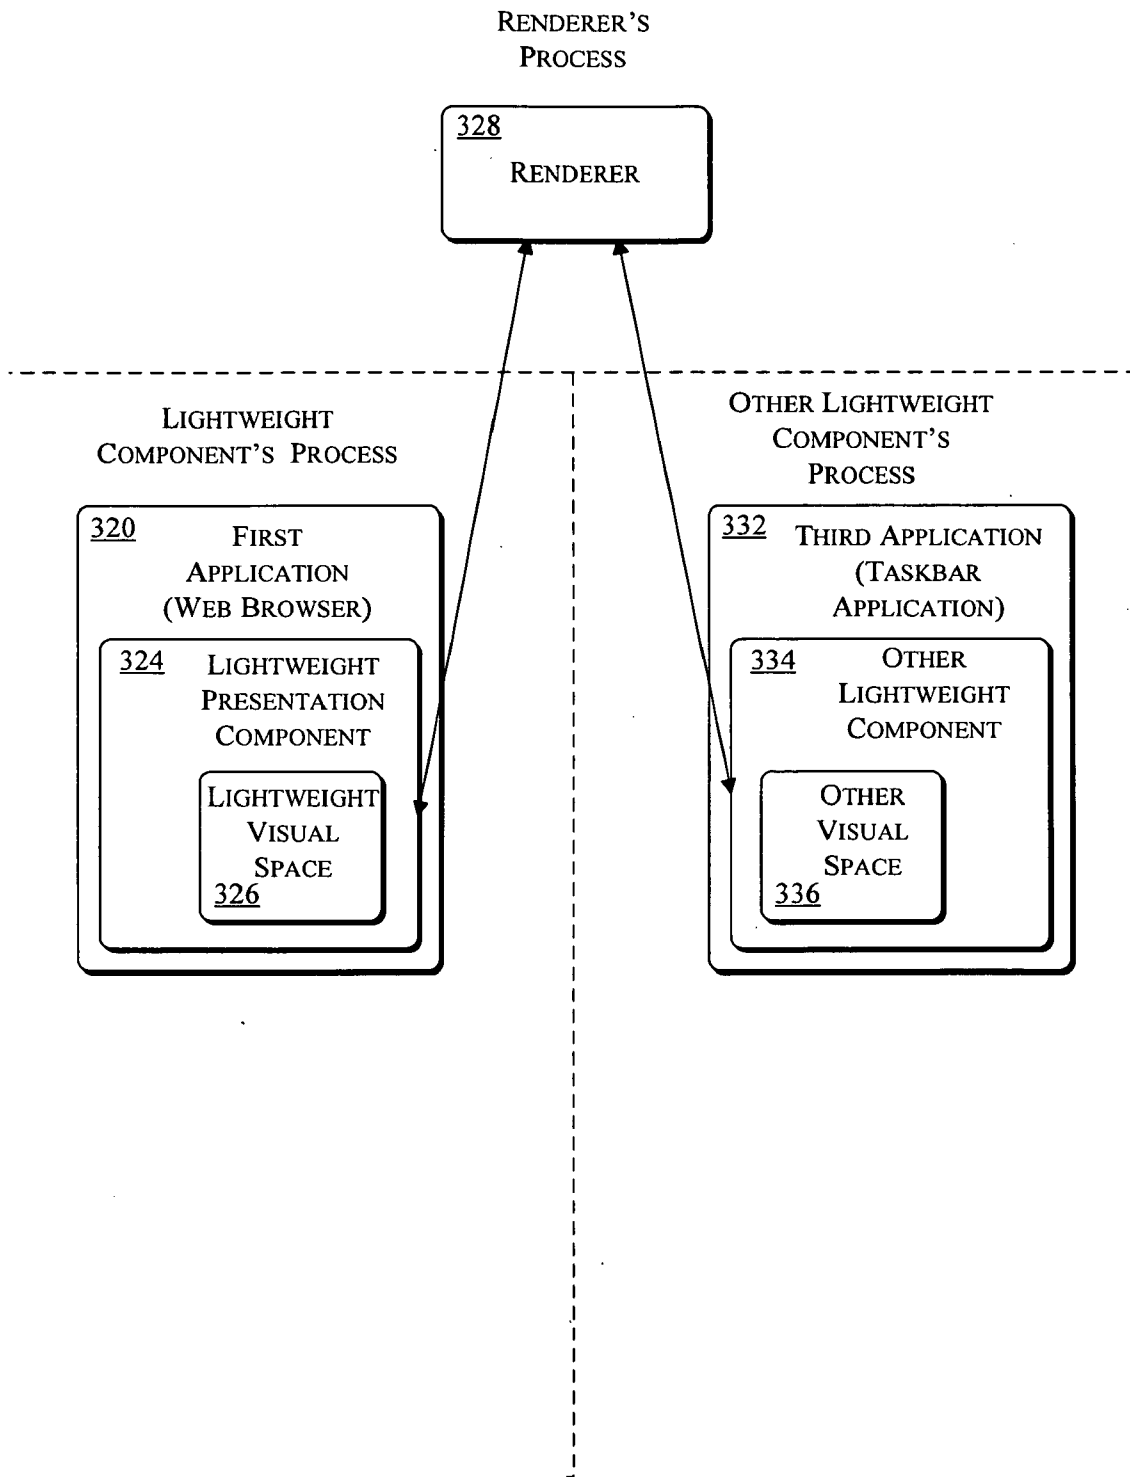 RENDERER'S
PROCESS
328
RENDERER
LIGHTWEIGHT
COMPONENT'S PROCESS
320
FIRST
APPLICATION
(WEB BROWSER)
324
LIGHTWEIGHT
PRESENTATION
COMPONENT
LIGHTWEIGHT
VISUAL
SPACE
326
OTHER LIGHTWEIGHT
COMPONENT'S
PROCESS
332
THIRD APPLICATION
(TASKBAR
APPLICATION)
334
OTHER
LIGHTWEIGHT
COMPONENT
OTHER
VISUAL
SPACE
336